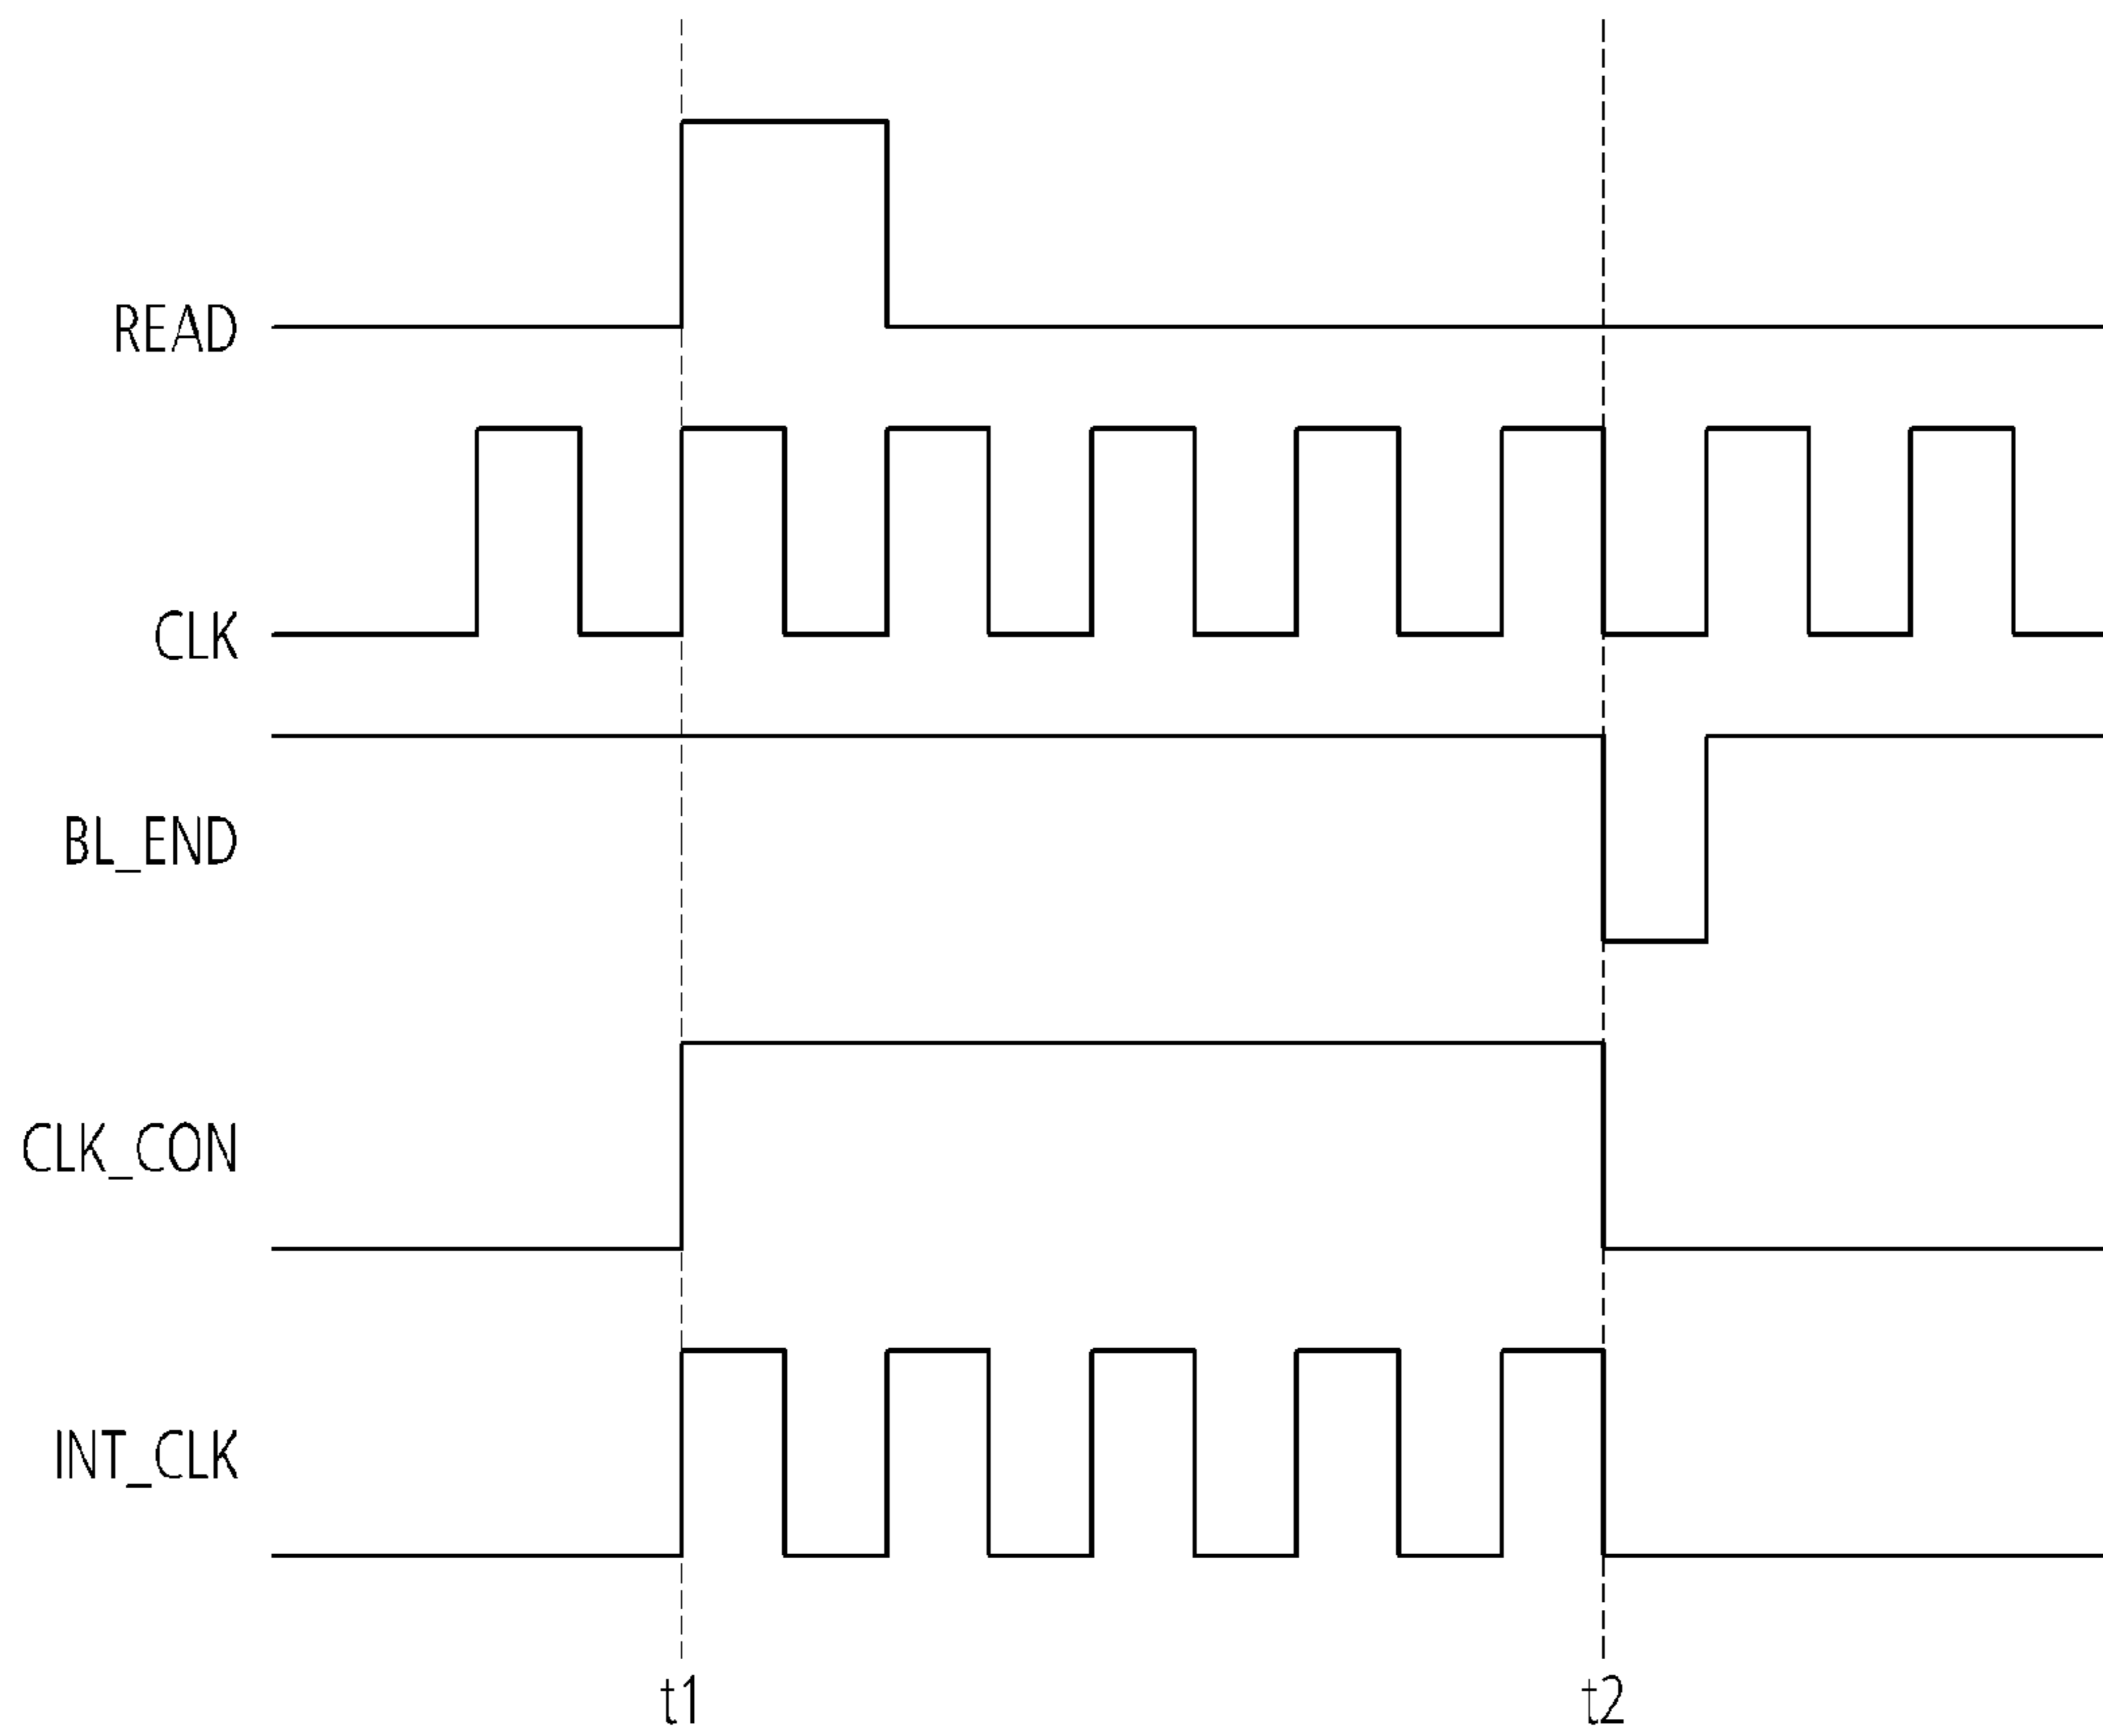 READ
CLK
BL_END
CLK_CON
INT_CLK
t1
t2